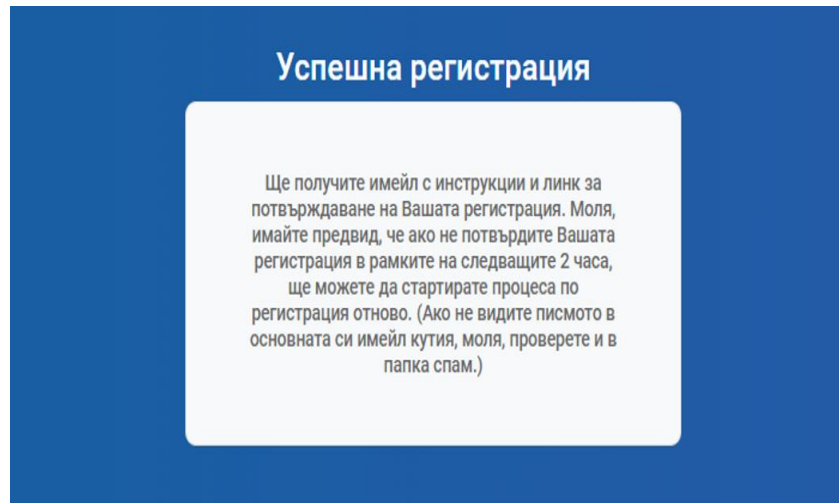 Успешна регистрация
Ще получите имейл с инструкции и линк за
потвърждаване на Вашата регистрация. Моля,
имайте предвид, че ако не потвърдите Вашата
регистрация в рамките на следващите 2 часа,
ще можете да стартирате процеса по
регистрация отново. (Ако не видите писмото в
основната си имейл кутия, моля, проверете и в
папка спам.)